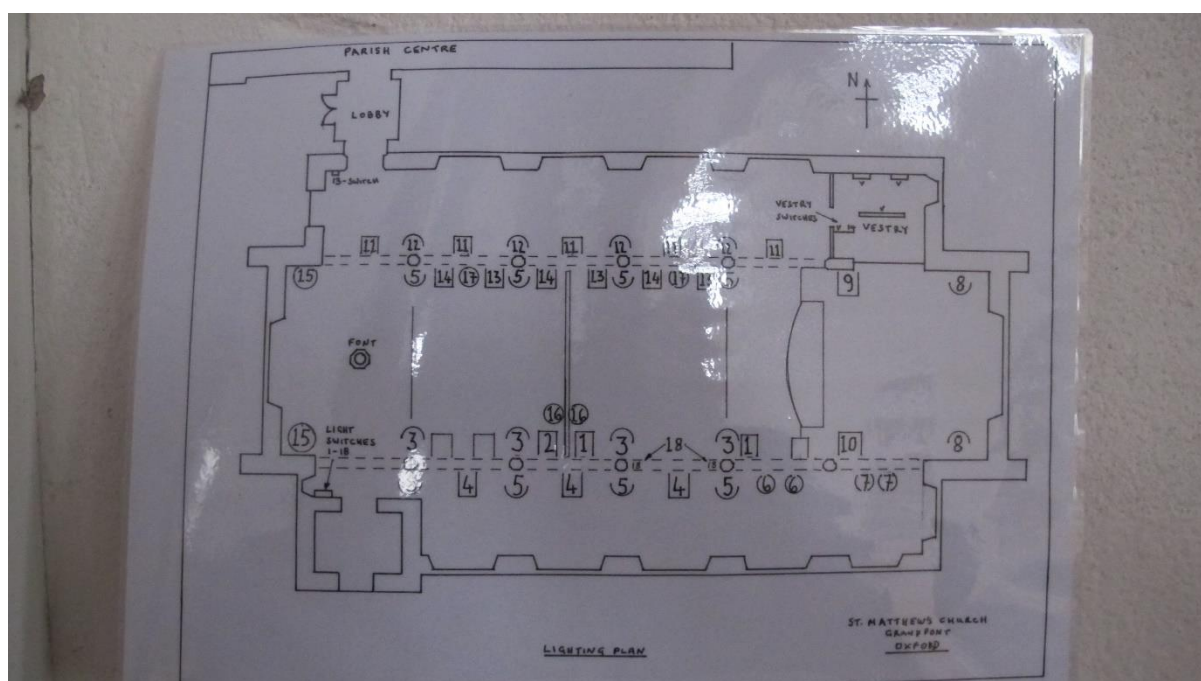 PARISH CENTRE
N
LOBBY
13-SWITCH
VESTRY
SWITCHES
VESTRY
11 12 11 12 11 12 11 12 11
15 5 14 17 13 5 14 13 5 14 17 13 5 9 8
FONT
16 16
15
LIGHT
SWITCHES
1-18
3 3 2 1 3 18 3 1 10 8
4 5 4 5 4 5 6 6 7 7
ST. MATTHEWS CHURCH
GRANDPONT
OXFORD
LIGHTING PLAN